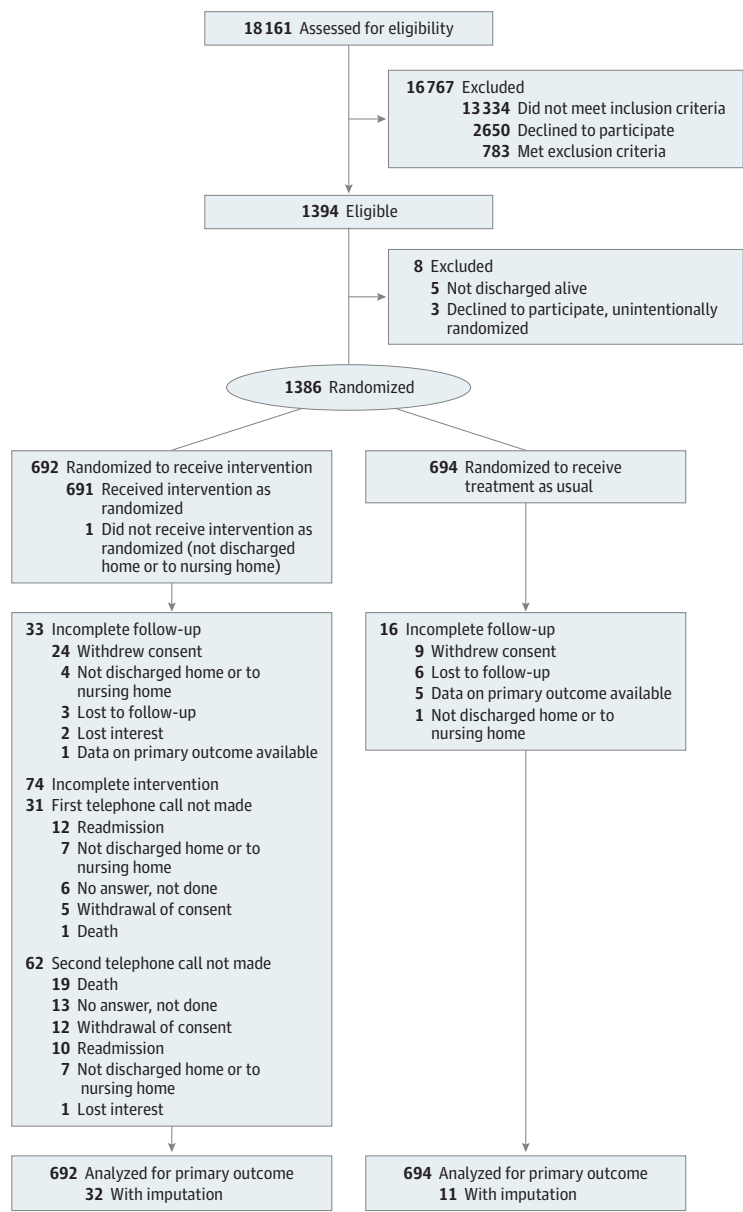 18 161 Assessed for eligibility
16 767 Excluded
13 334 Did not meet inclusion criteria
2650 Declined to participate
783 Met exclusion criteria
1394 Eligible
8 Excluded
5 Not discharged alive
3 Declined to participate, unintentionally
randomized
1386 Randomized
692 Randomized to receive intervention
691 Received intervention as
randomized
1 Did not receive intervention as
randomized (not discharged
home or to nursing home)
694 Randomized to receive
treatment as usual
33 Incomplete follow-up
24 Withdrew consent
4 Not discharged home or to
nursing home
3 Lost to follow-up
2 Lost interest
1 Data on primary outcome available
74 Incomplete intervention
31 First telephone call not made
12 Readmission
7 Not discharged home or to
nursing home
6 No answer, not done
5 Withdrawal of consent
1 Death
62 Second telephone call not made
19 Death
13 No answer, not done
12 Withdrawal of consent
10 Readmission
7 Not discharged home or to
nursing home
1 Lost interest
16 Incomplete follow-up
9 Withdrew consent
6 Lost to follow-up
5 Data on primary outcome available
1 Not discharged home or to
nursing home
692 Analyzed for primary outcome
32 With imputation
694 Analyzed for primary outcome
11 With imputation